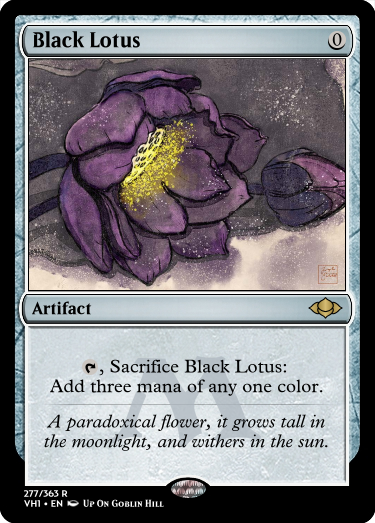 Black Lotus 0
Artifact
, Sacrifice Black Lotus:
Add three mana of any one color.
A paradoxical flower, it grows tall in
the moonlight, and withers in the sun.
277/363 R
VH1 • EN Up On Goblin Hill